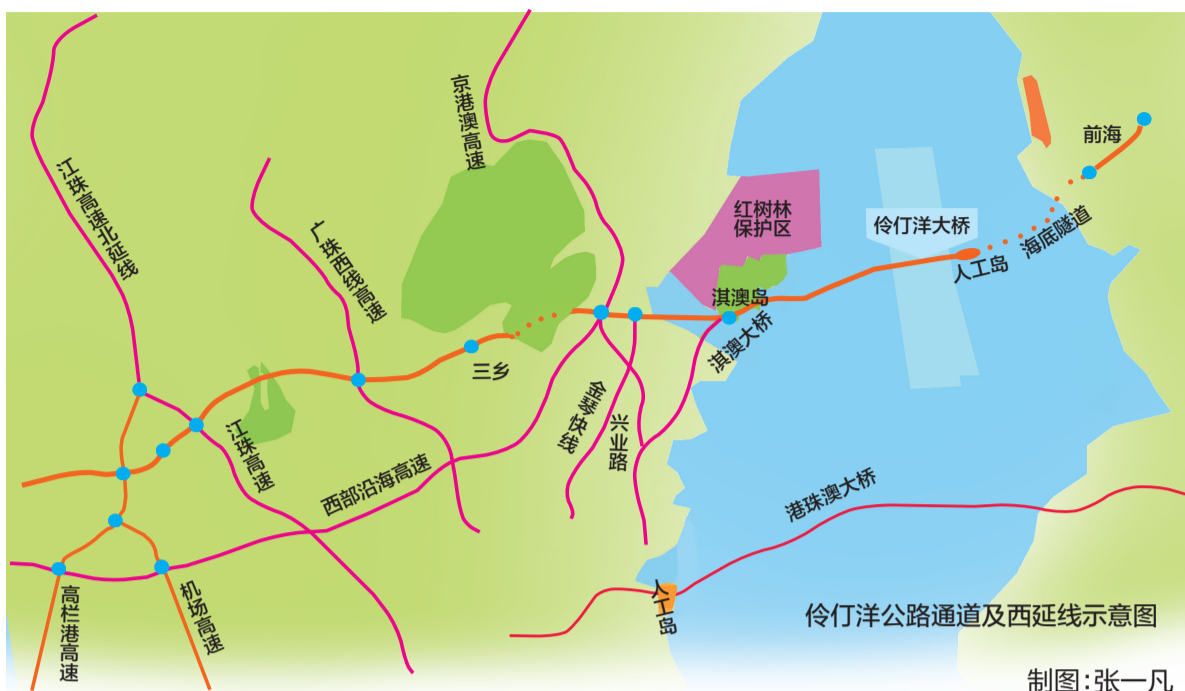 京港澳高速
江珠高速北延线
广珠西线高速
前海
红树林
保护区
伶仃洋大桥
海底隧道
人工岛
淇澳岛
淇澳大桥
三乡
金琴快线
兴业路
江珠高速
西部沿海高速
港珠澳大桥
人工岛
高栏港高速
机场高速
伶仃洋公路通道及西延线示意图
制图:张一凡